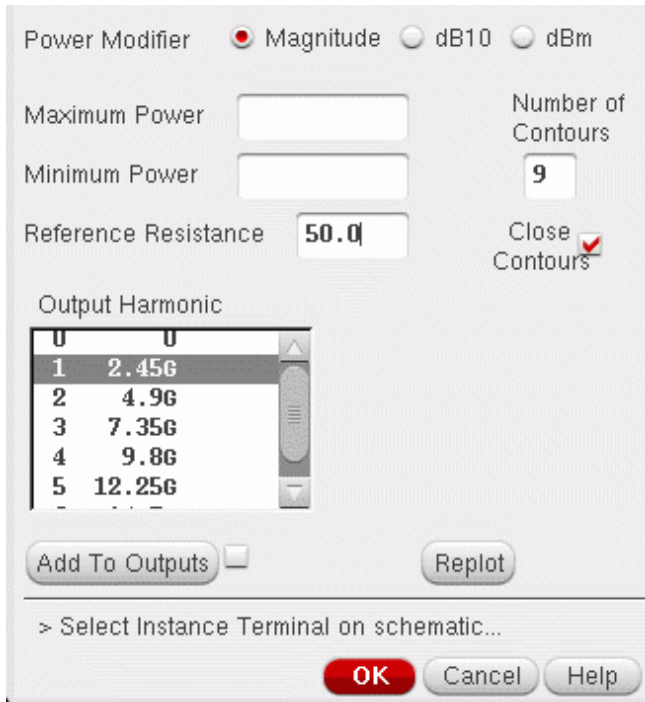 Power Modifier Magnitude dB10 dBm
Maximum Power
Number of
Contours
Minimum Power
9
Reference Resistance 50.0
Close
Contours
Output Harmonic
0 0
1 2.45G
2 4.9G
3 7.35G
4 9.8G
5 12.25G
Add To Outputs Replot
> Select Instance Terminal on schematic...
OK Cancel Help